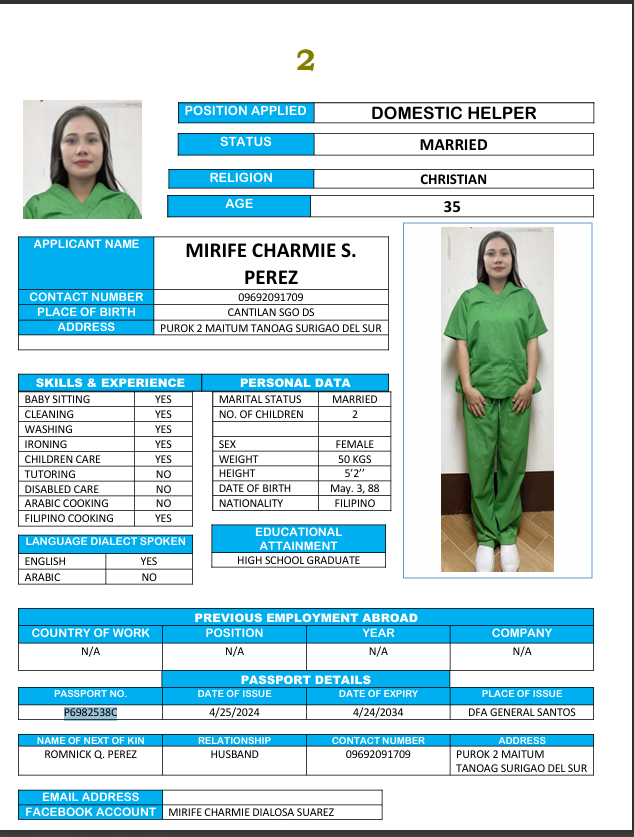 2
POSITION APPLIED DOMESTIC HELPER
STATUS MARRIED
RELIGION CHRISTIAN
AGE 35
APPLICANT NAME MIRIFE CHARMIE S.
PEREZ
CONTACT NUMBER 09692091709
PLACE OF BIRTH CANTILAN SGO DS
ADDRESS PUROK 2 MAITUM TANOAG SURIGAO DEL SUR
SKILLS & EXPERIENCE PERSONAL DATA
BABY SITTING YES MARITAL STATUS MARRIED
CLEANING YES NO. OF CHILDREN 2
WASHING YES
IRONING YES SEX FEMALE
CHILDREN CARE YES WEIGHT 50 KGS
TUTORING NO HEIGHT 5’2’’
DISABLED CARE NO DATE OF BIRTH May. 3, 88
ARABIC COOKING NO NATIONALITY FILIPINO
FILIPINO COOKING YES
LANGUAGE DIALECT SPOKEN
ENGLISH YES
ARABIC NO
EDUCATIONAL
ATTAINMENT
HIGH SCHOOL GRADUATE
PREVIOUS EMPLOYMENT ABROAD
COUNTRY OF WORK POSITION YEAR COMPANY
N/A N/A N/A N/A
PASSPORT DETAILS
PASSPORT NO. DATE OF ISSUE DATE OF EXPIRY PLACE OF ISSUE
P6982538C 4/25/2024 4/24/2034 DFA GENERAL SANTOS
NAME OF NEXT OF KIN RELATIONSHIP CONTACT NUMBER ADDRESS
ROMNICK Q. PEREZ HUSBAND 09692091709 PUROK 2 MAITUM
TANOAG SURIGAO DEL SUR
EMAIL ADDRESS
FACEBOOK ACCOUNT MIRIFE CHARMIE DIALOSA SUAREZ